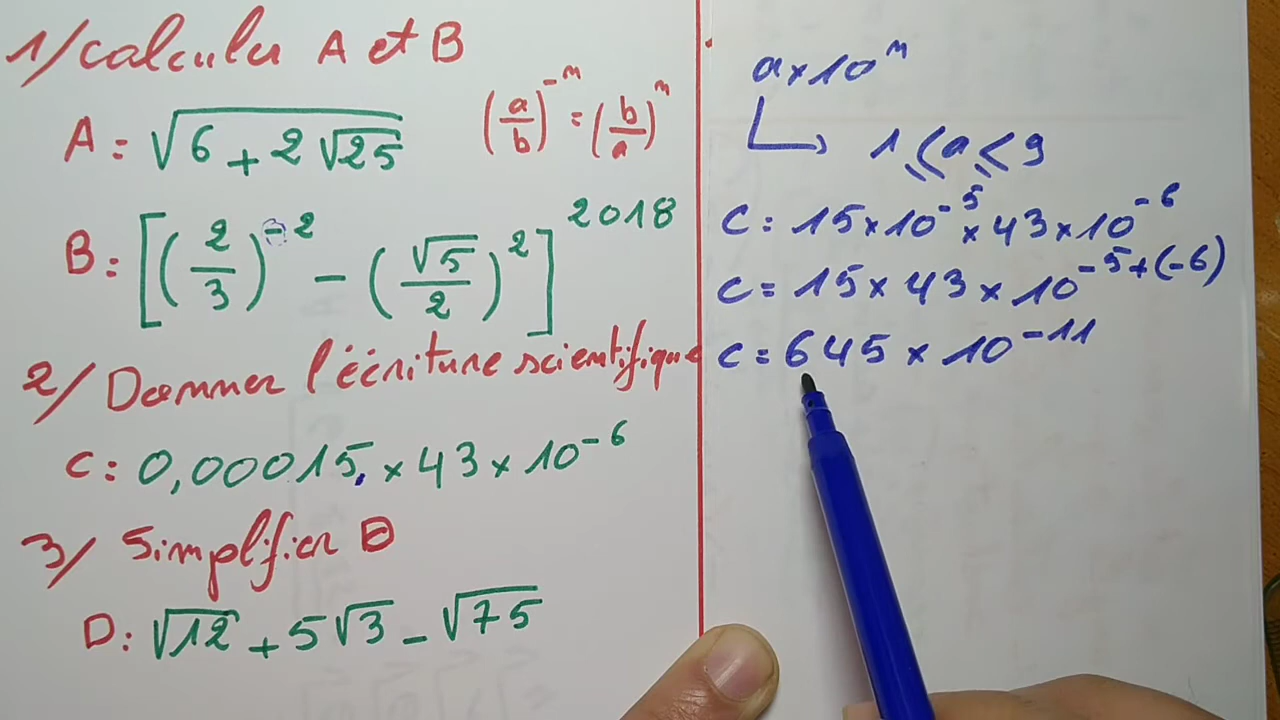 1/ calculer A et B
A = √(6 + 2√25)
(a/b)^-n = (b/a)^n
B = [(2/3)^-2 - (√5/2)^2]^2018
2/ Donner l'écriture scientifique
C = 0,00015 × 43 × 10^-6
3/ Simplifier D
D = √12 + 5√3 - √75
a × 10^n
1 ≤ a ≤ 9
C = 15 × 10^-5 × 43 × 10^-6
C = 15 × 43 × 10^-5+(-6)
C = 645 × 10^-11